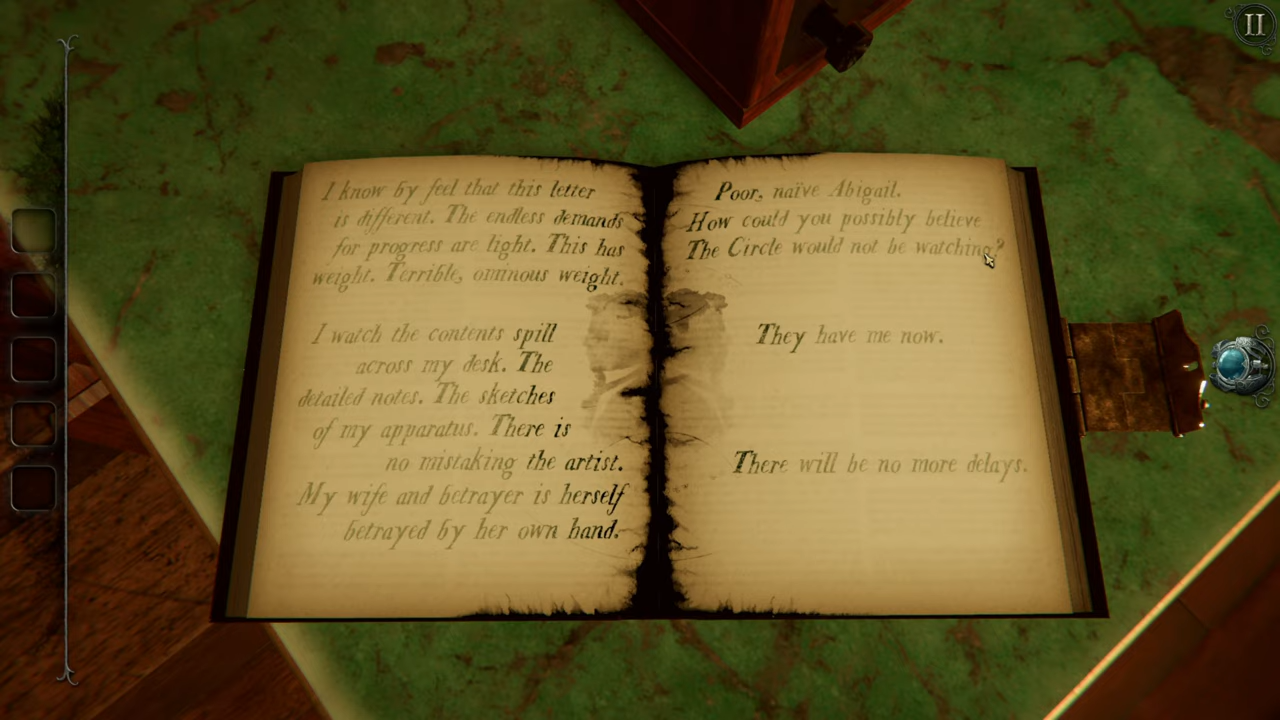 I know by feel that this letter
is different. The endless demands
for progress are light. This has
weight. Terrible, ominous weight.
I watch the contents spill
across my desk. The
detailed notes. The sketches
of my apparatus. There is
no mistaking the artist.
My wife and betrayer is herself
betrayed by her own hand.
Poor, naïve Abigail.
How could you possibly believe
The Circle would not be watching?
They have me now.
There will be no more delays.